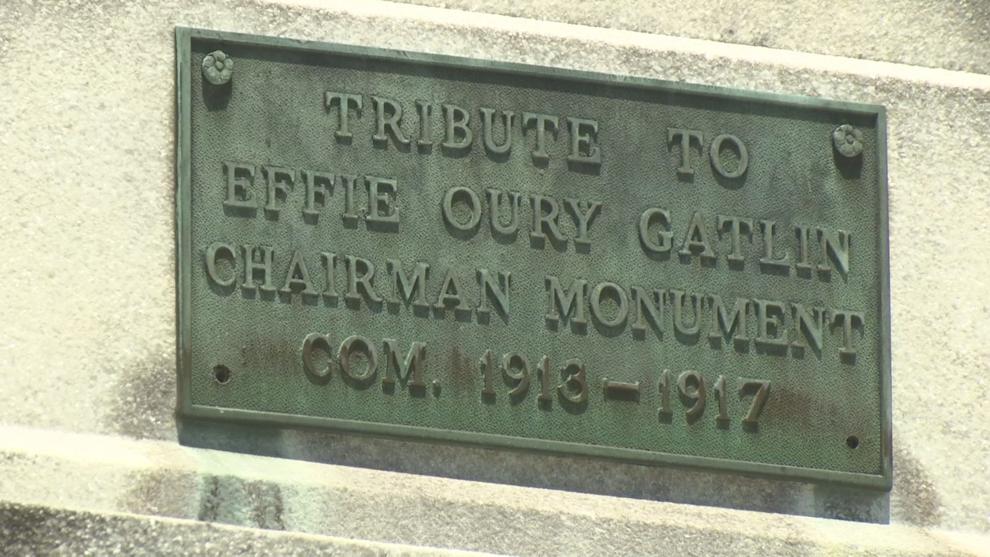 TRIBUTE TO
EFFIE OURY GATLIN
CHAIRMAN MONUMENT
COM. 1913-1917